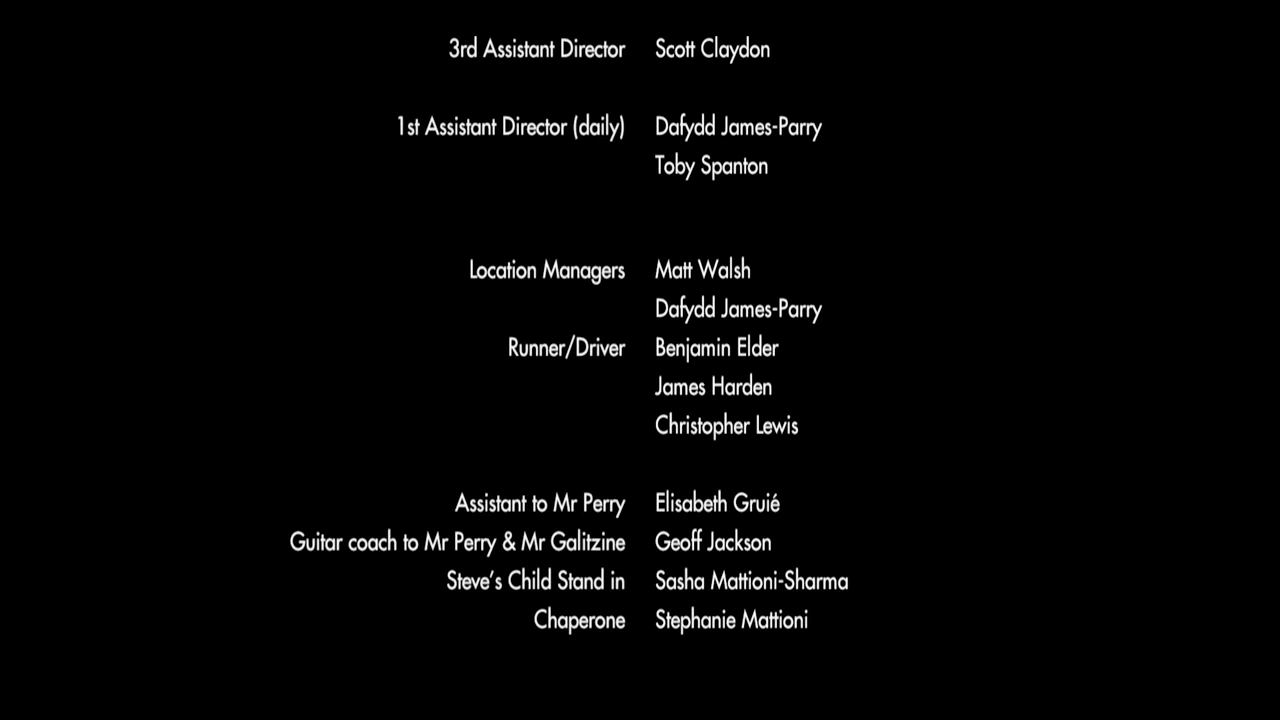 3rd Assistant Director Scott Claydon
1st Assistant Director (daily) Dafydd James-Parry
Toby Spanton
Location Managers Matt Walsh
Dafydd James-Parry
Runner/Driver Benjamin Elder
James Harden
Christopher Lewis
Assistant to Mr Perry Elisabeth Gruié
Guitar coach to Mr Perry & Mr Galitzine Geoff Jackson
Steve's Child Stand in Sasha Mattioni-Sharma
Chaperone Stephanie Mattioni